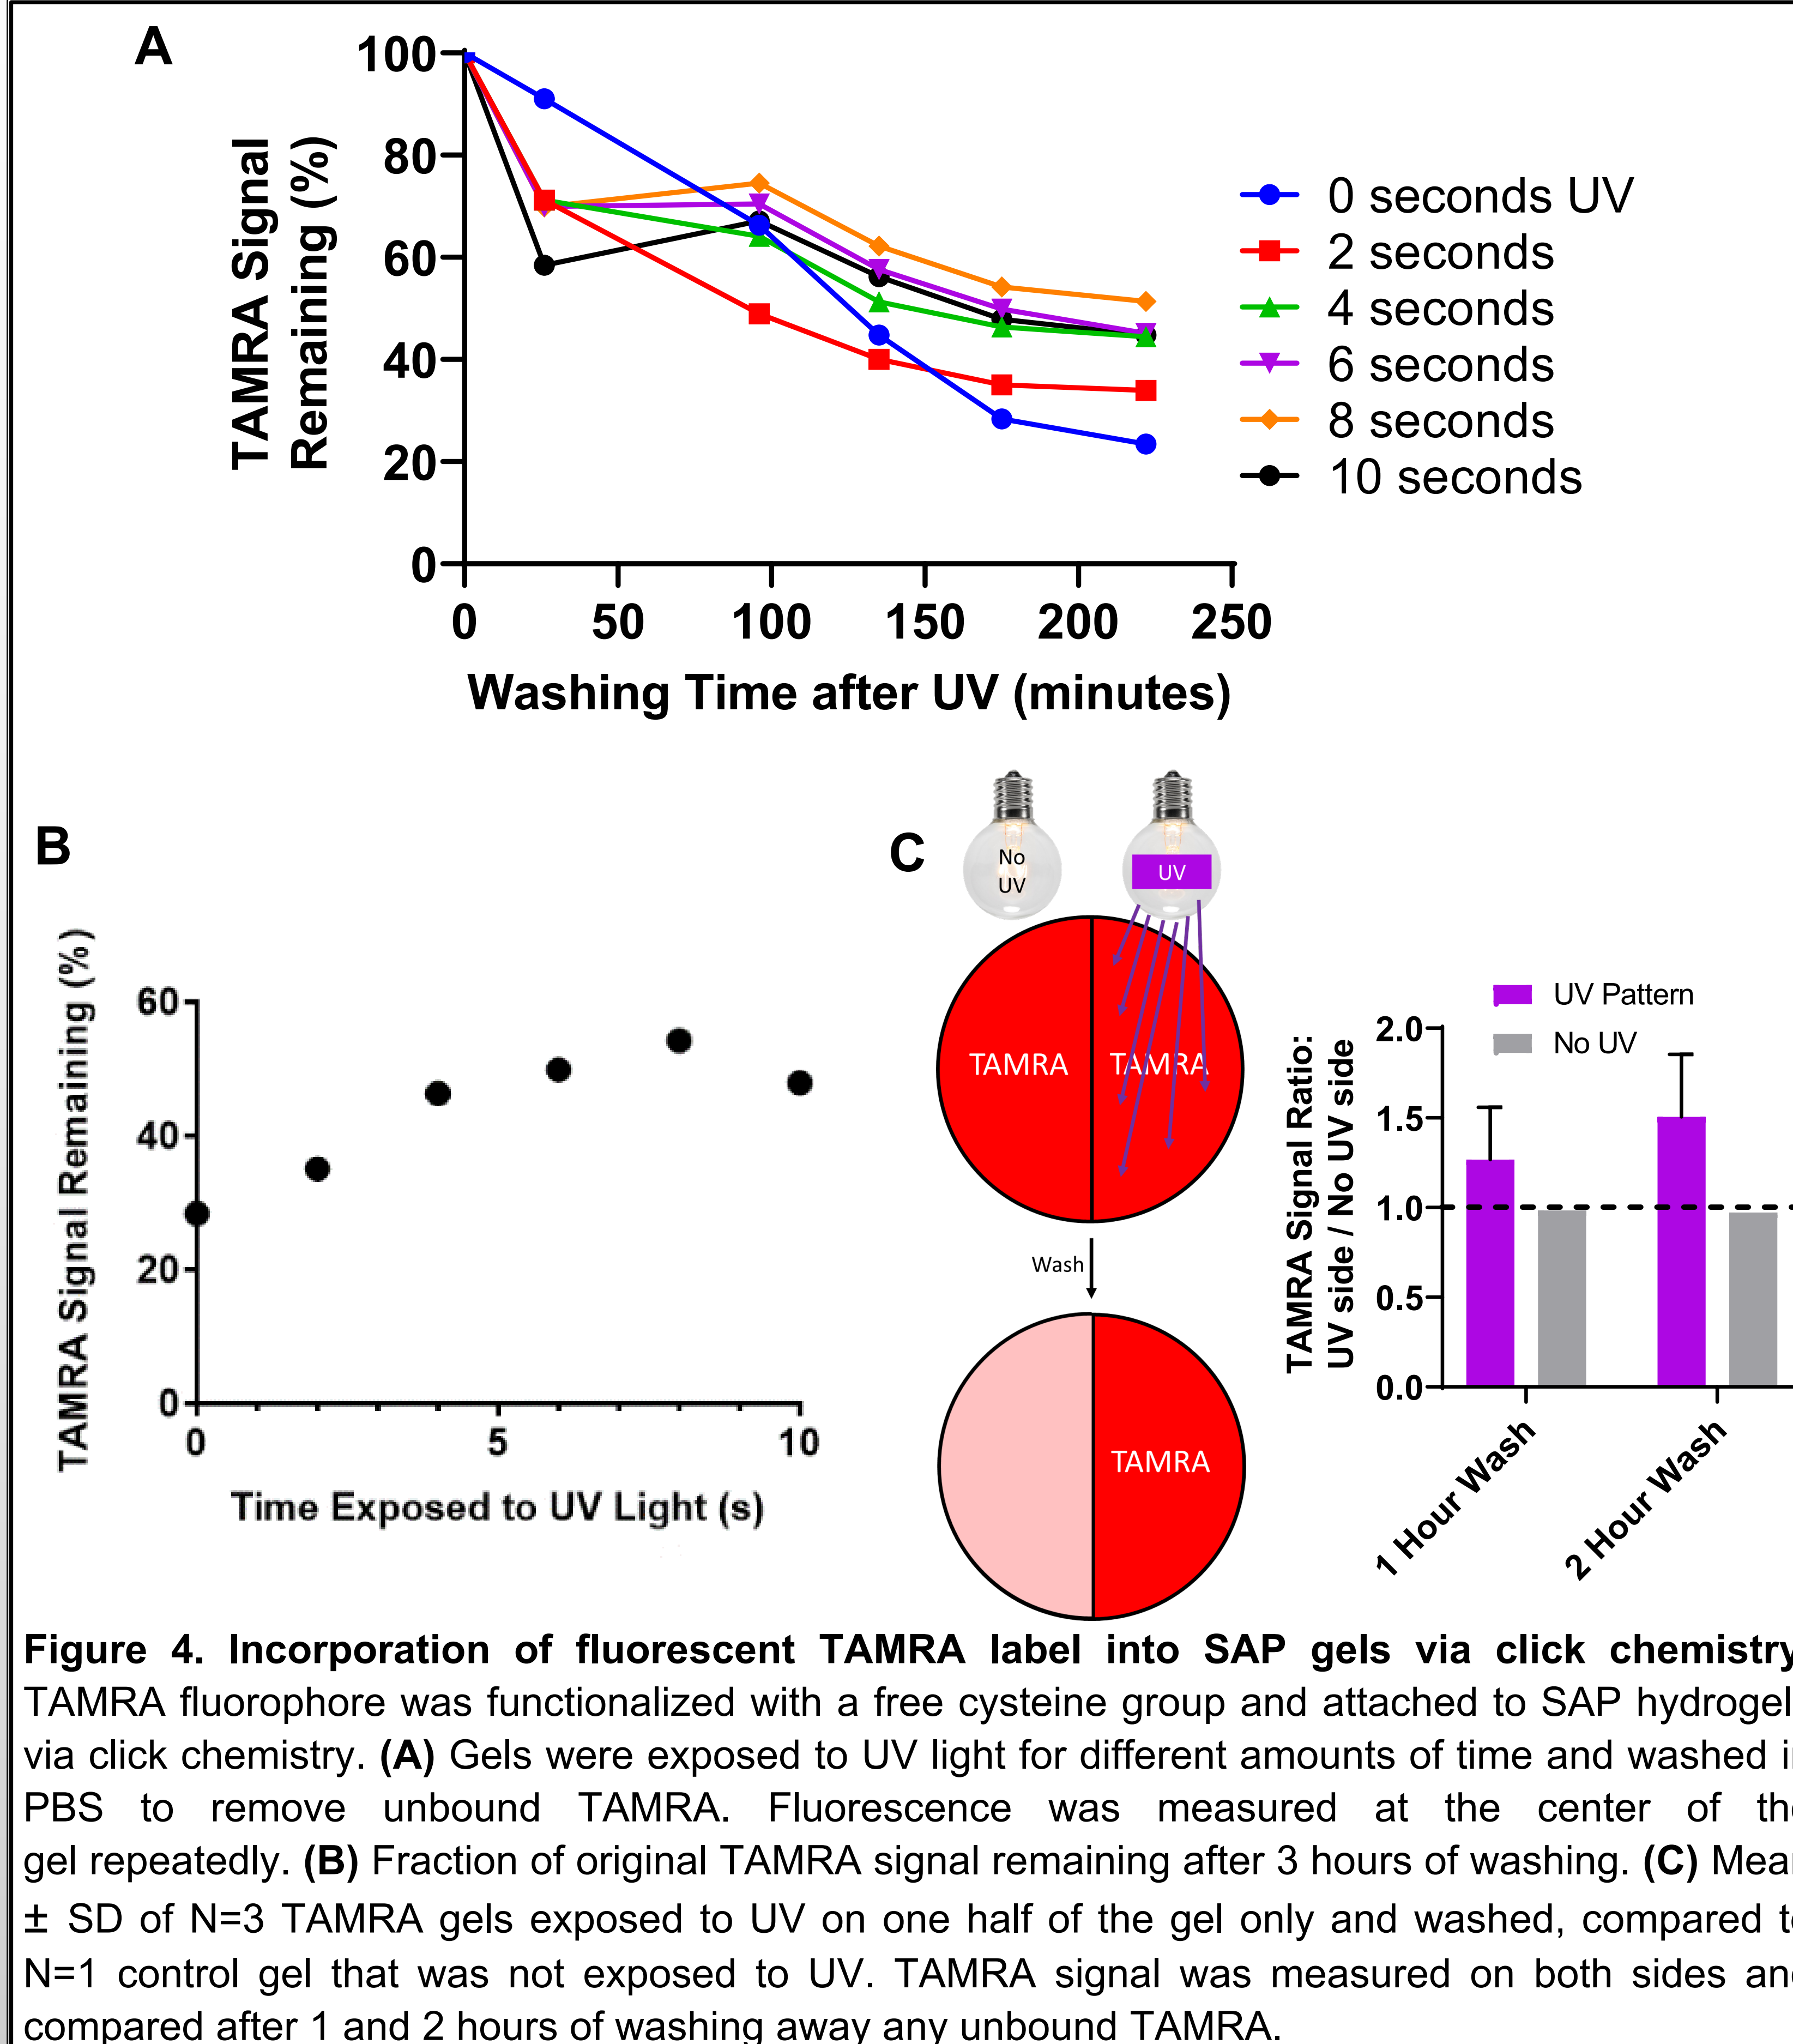 A
100
80
60
40
20
0
TAMRA Signal
Remaining (%)
0 50 100 150 200 250
Washing Time after UV (minutes)
0 seconds UV
2 seconds
4 seconds
6 seconds
8 seconds
10 seconds
B
60
40
20
0
TAMRA Signal Remaining (%)
0 5 10
Time Exposed to UV Light (s)
C
No
UV
UV
TAMRA TAMRA
Wash
TAMRA
UV Pattern
No UV
2.0
1.5
1.0
0.5
0.0
TAMRA Signal Ratio:
UV side / No UV side
1 Hour Wash
2 Hour Wash
Figure 4. Incorporation of fluorescent TAMRA label into SAP gels via click chemistry
TAMRA fluorophore was functionalized with a free cysteine group and attached to SAP hydrogel
via click chemistry. (A) Gels were exposed to UV light for different amounts of time and washed
PBS to remove unbound TAMRA. Fluorescence was measured at the center of
gel repeatedly. (B) Fraction of original TAMRA signal remaining after 3 hours of washing. (C)
± SD of N=3 TAMRA gels exposed to UV on one half of the gel only and washed, compared
N=1 control gel that was not exposed to UV. TAMRA signal was measured on both sides
compared after 1 and 2 hours of washing away any unbound TAMRA.